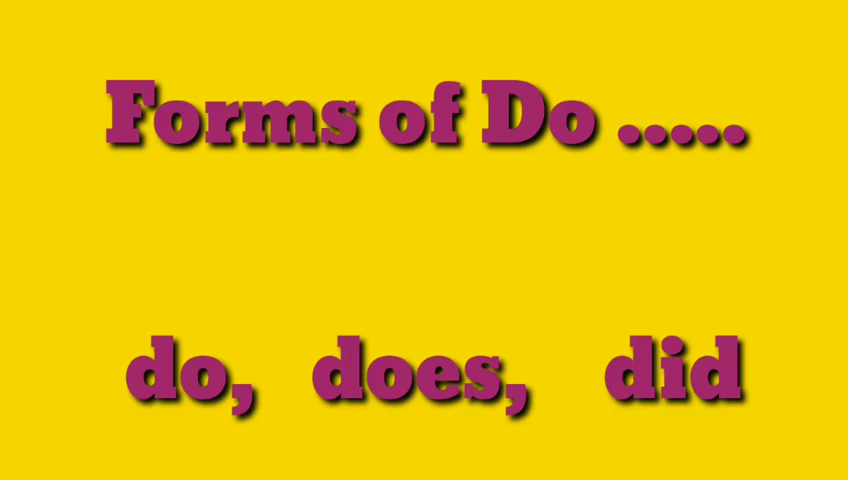 Forms of Do .....
do, does, did